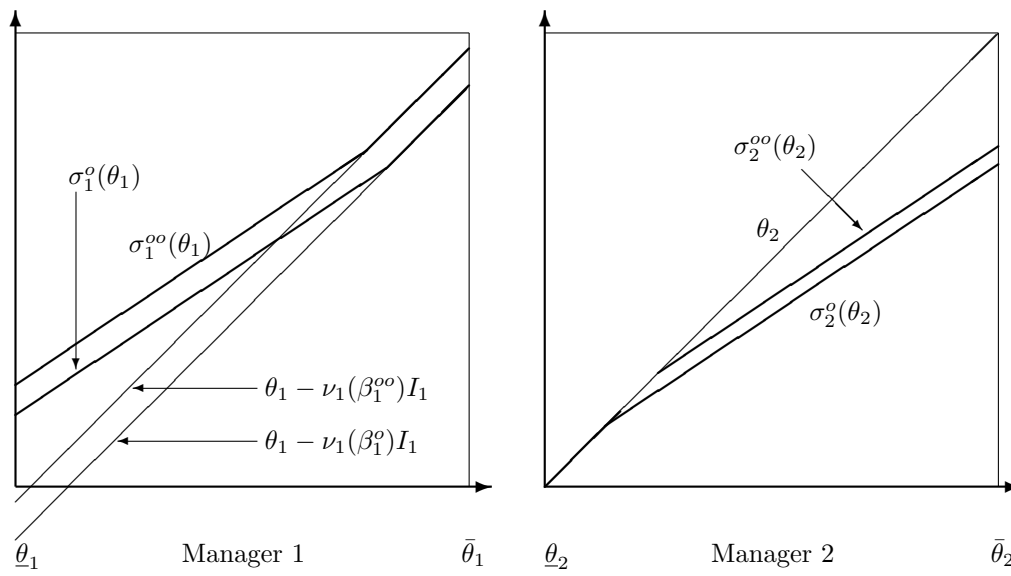 σ₁ᵒ(θ₁)
σ₁ᵒᵒ(θ₁)
θ₁ − ν₁(β₁ᵒᵒ)I₁
θ₁ − ν₁(β₁ᵒ)I₁
θ̲₁ Manager 1 θ̄₁
σ₂ᵒᵒ(θ₂)
θ₂
σ₂ᵒ(θ₂)
θ̲₂ Manager 2 θ̄₂